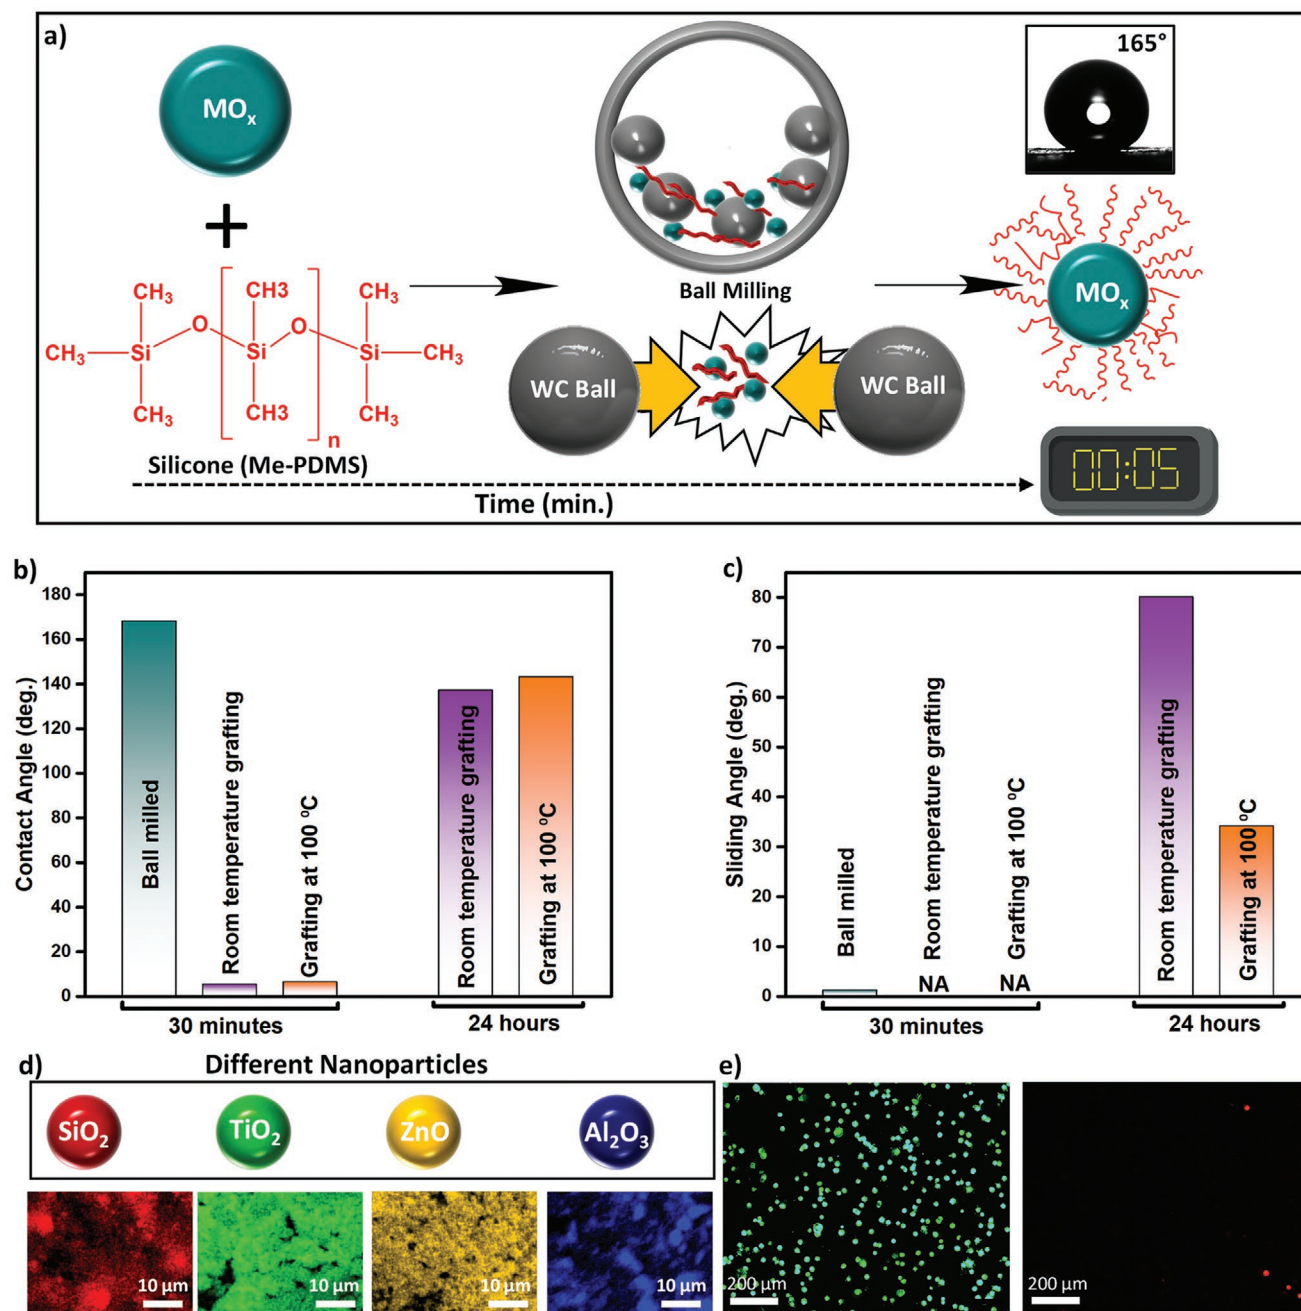 a)
MOₓ
+
CH3 CH3 CH3
O O
CH3 Si Si Si CH3
CH3 CH3 CH3
n
Silicone (Me-PDMS)
Ball Milling
WC Ball
WC Ball
165°
MOₓ
Time (min.)
00:05
b)
Contact Angle (deg.)
180
160
140
120
100
80
60
40
20
0
Ball milled
Room temperature grafting
Grafting at 100 ºC
Room temperature grafting
Grafting at 100 ºC
30 minutes
24 hours
c)
Sliding Angle (deg.)
80
70
60
50
40
30
20
10
0
Ball milled
Room temperature grafting
NA
Grafting at 100 ºC
NA
Room temperature grafting
Grafting at 100 ºC
30 minutes
24 hours
d)
Different Nanoparticles
SiO₂
TiO₂
ZnO
Al₂O₃
10 µm
10 µm
10 µm
10 µm
e)
200 µm
200 µm